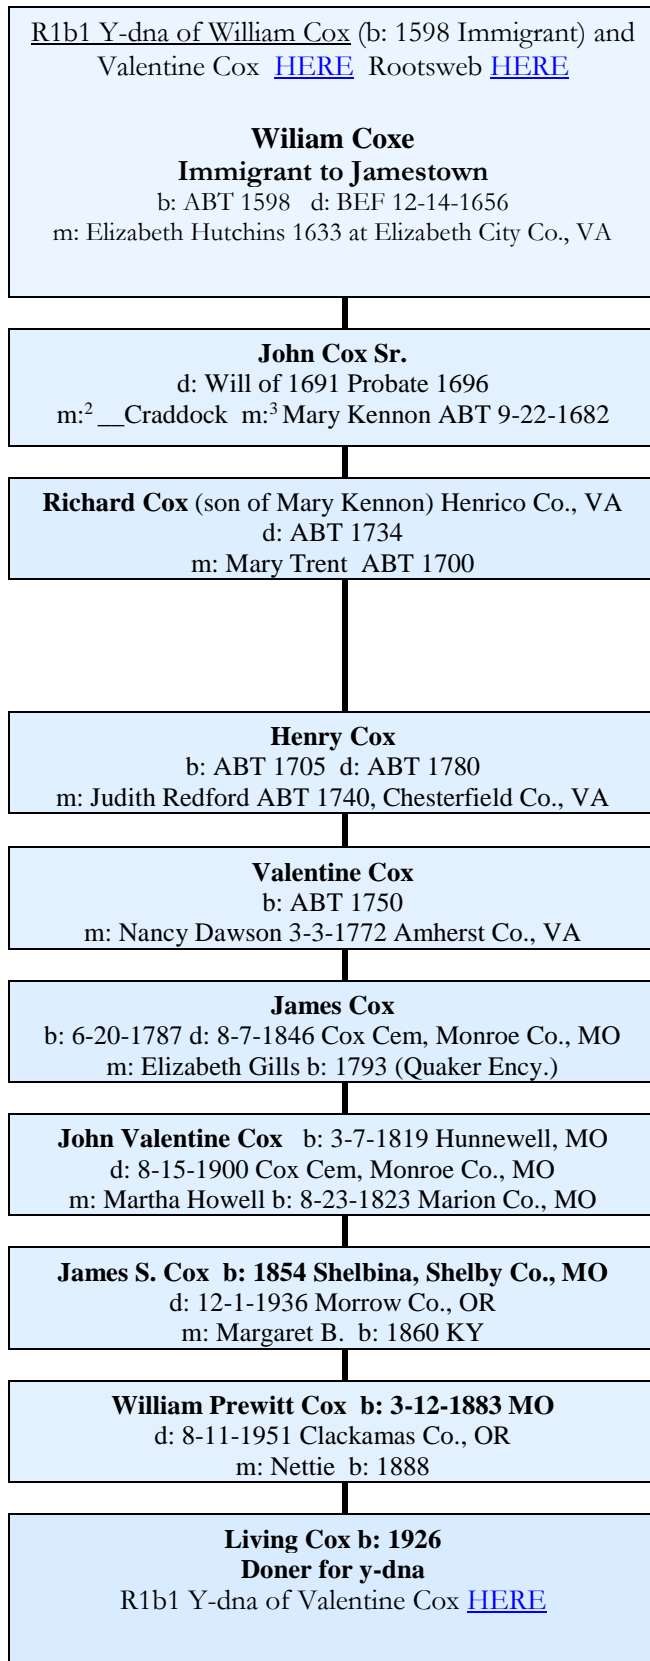 R1b1 Y-dna of William Cox (b: 1598 Immigrant) and
Valentine Cox HERE Rootsweb HERE
Wiliam Coxe
Immigrant to Jamestown
b: ABT 1598 d: BEF 12-14-1656
m: Elizabeth Hutchins 1633 at Elizabeth City Co., VA
John Cox Sr.
d: Will of 1691 Probate 1696
m:2 __Craddock m:3 Mary Kennon ABT 9-22-1682
Richard Cox (son of Mary Kennon) Henrico Co., VA
d: ABT 1734
m: Mary Trent ABT 1700
Henry Cox
b: ABT 1705 d: ABT 1780
m: Judith Redford ABT 1740, Chesterfield Co., VA
Valentine Cox
b: ABT 1750
m: Nancy Dawson 3-3-1772 Amherst Co., VA
James Cox
b: 6-20-1787 d: 8-7-1846 Cox Cem, Monroe Co., MO
m: Elizabeth Gills b: 1793 (Quaker Ency.)
John Valentine Cox b: 3-7-1819 Hunnewell, MO
d: 8-15-1900 Cox Cem, Monroe Co., MO
m: Martha Howell b: 8-23-1823 Marion Co., MO
James S. Cox b: 1854 Shelbina, Shelby Co., MO
d: 12-1-1936 Morrow Co., OR
m: Margaret B. b: 1860 KY
William Prewitt Cox b: 3-12-1883 MO
d: 8-11-1951 Clackamas Co., OR
m: Nettie b: 1888
Living Cox b: 1926
Doner for y-dna
R1b1 Y-dna of Valentine Cox HERE